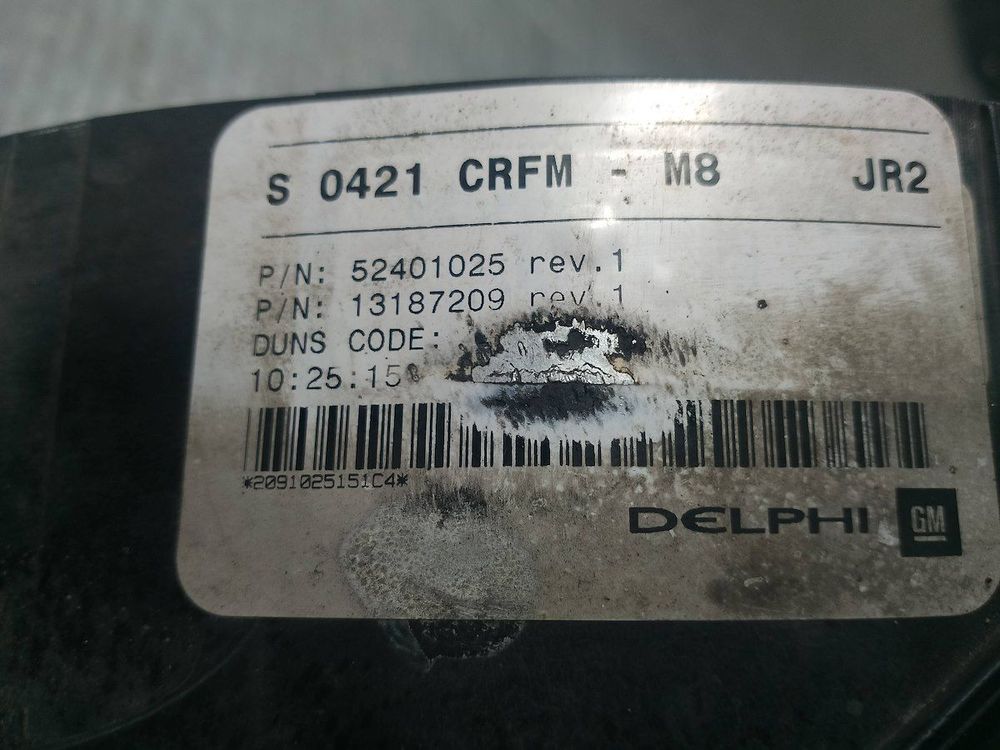 S 0421 CRFM - M8 JR2
P/N: 52401025 rev.1
P/N: 13187209 rev.1
DUNS CODE:
10:25:15
*2091025151C4*
DELPHI GM